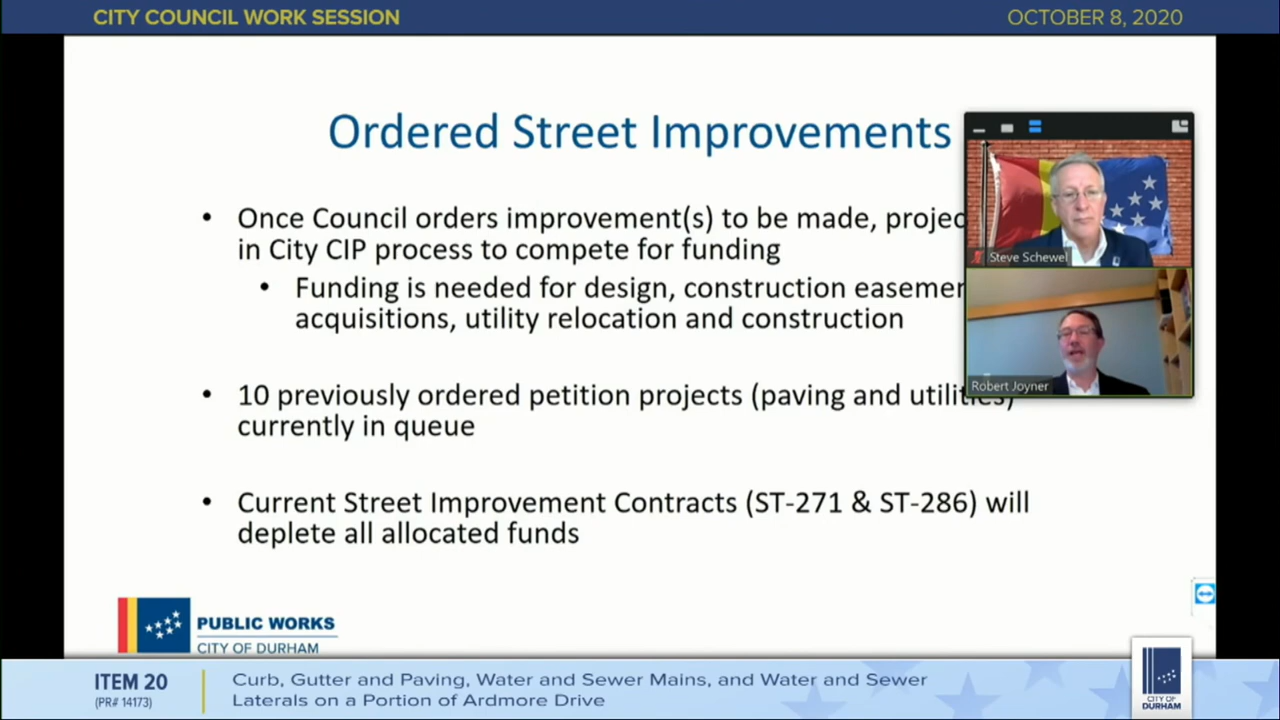 CITY COUNCIL WORK SESSION
OCTOBER 8, 2020
Ordered Street Improvements
• Once Council orders improvement(s) to be made,
in City CIP process to compete for funding
• Funding is needed for design, construction
acquisitions, utility relocation and construction
• 10 previously ordered petition projects (paving and utilities)
currently in queue
• Current Street Improvement Contracts (ST-271 & ST-286) will
deplete all allocated funds
Steve Schewel
Robert Joyner
PUBLIC WORKS
CITY OF DURHAM
ITEM 20
(PR# 14173)
Curb, Gutter and Paving, Water and Sewer Mains, and Water and Sewer
Laterals on a Portion of Ardmore Drive
CITY OF
DURHAM